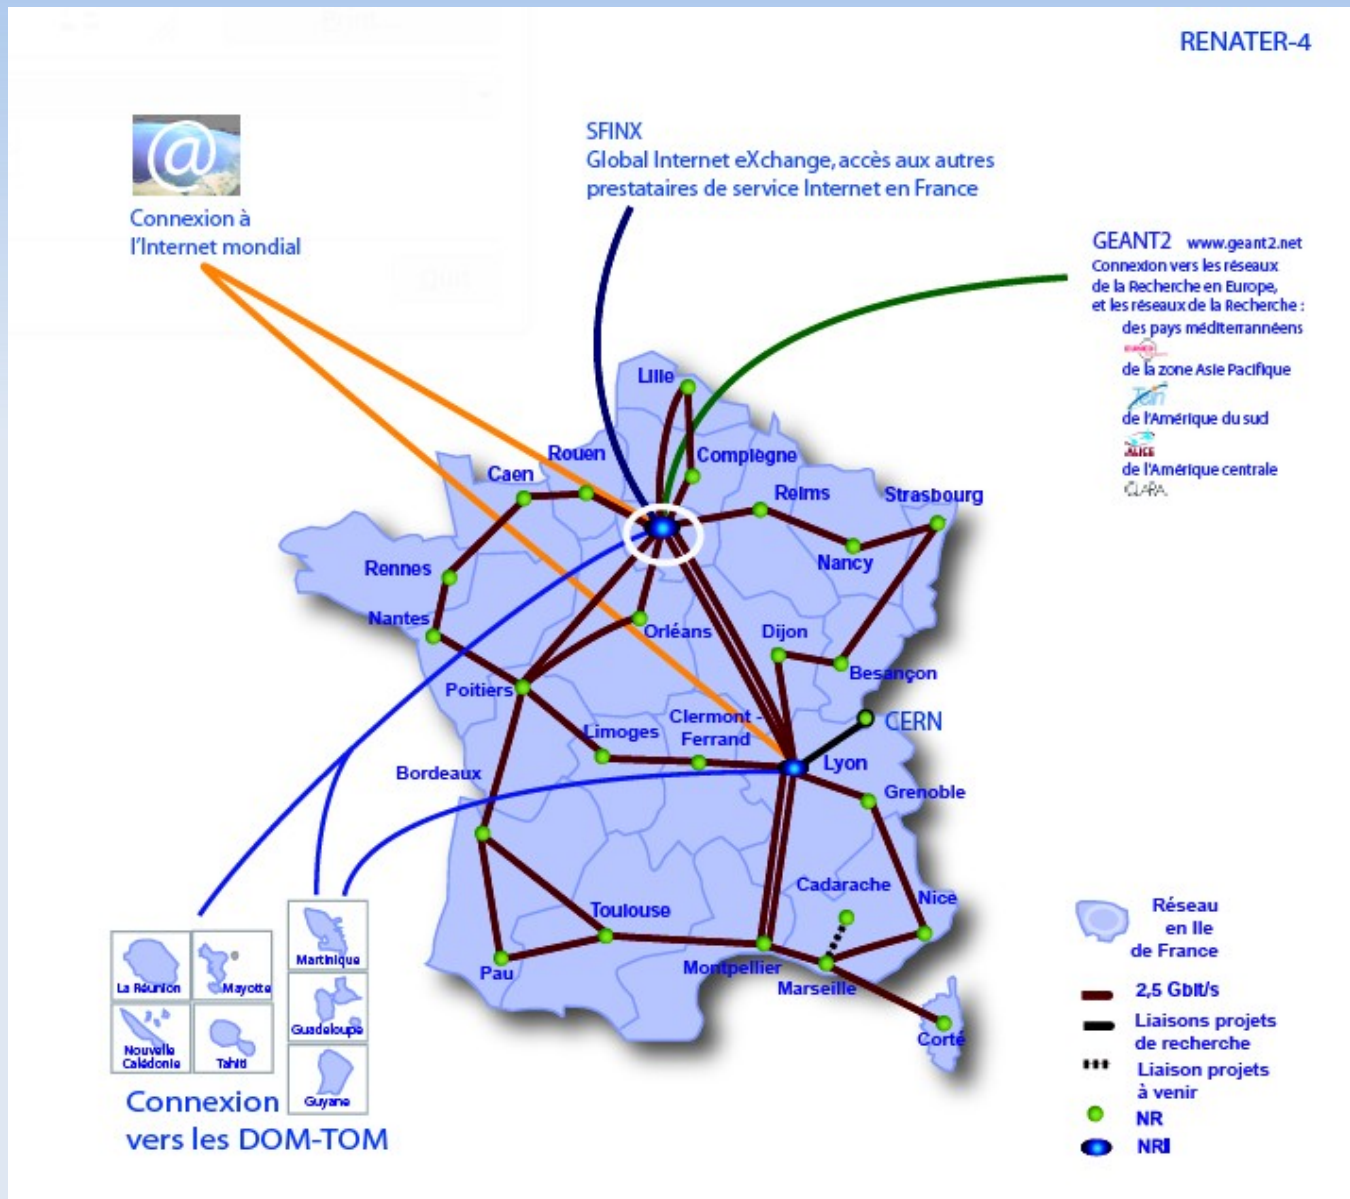 RENATER-4
@
Connexion à
l'Internet mondial
SFINX
Global Internet eXchange, accès aux autres
prestataires de service Internet en France
GEANT2 www.geant2.net
Connexion vers les réseaux
de la Recherche en Europe,
et les réseaux de la Recherche :
des pays méditerrannéens
de la zone Asie Pacifique
de l'Amérique du sud
ALICE
de l'Amérique centrale
CLARA
Lille
Rouen
Compiègne
Caen
Reims
Strasbourg
Rennes
Nancy
Nantes
Orléans
Dijon
Besançon
Poitiers
Clermont -
Ferrand
CERN
Limoges
Lyon
Bordeaux
Grenoble
Cadarache
Nice
Toulouse
Pau
Montpellier
Marseille
Corté
La Réunion
Mayotte
Nouvelle
Calédonie
Tahiti
Martinique
Guadeloupe
Guyane
Connexion
vers les DOM-TOM
Réseau
en Ile
de France
2,5 Gbit/s
Liaisons projets
de recherche
Liaison projets
à venir
NR
NRI